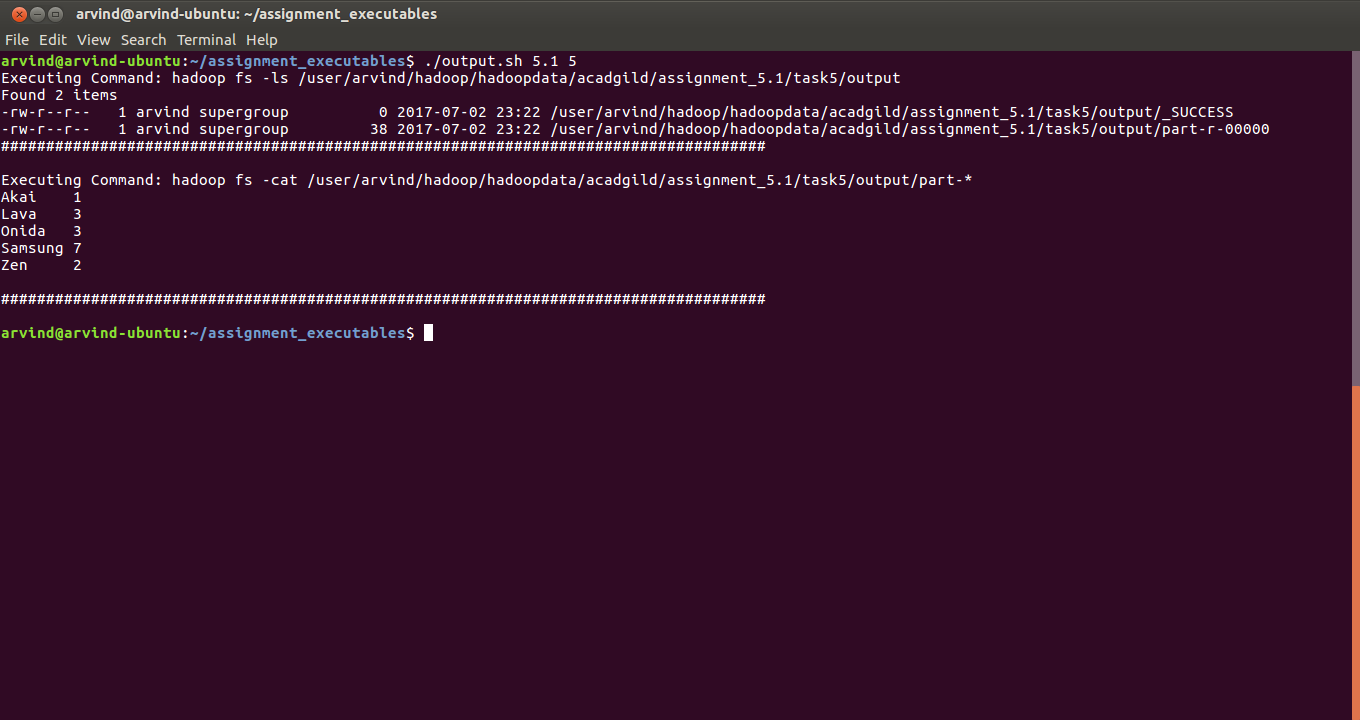 arvind@arvind-ubuntu: ~/assignment_executables
File Edit View Search Terminal Help
arvind@arvind-ubuntu:~/assignment_executables$ ./output.sh 5.1 5
Executing Command: hadoop fs -ls /user/arvind/hadoop/hadoopdata/acadgild/assignment_5.1/task5/output
Found 2 items
-rw-r--r--   1 arvind supergroup          0 2017-07-02 23:22 /user/arvind/hadoop/hadoopdata/acadgild/assignment_5.1/task5/output/_SUCCESS
-rw-r--r--   1 arvind supergroup         38 2017-07-02 23:22 /user/arvind/hadoop/hadoopdata/acadgild/assignment_5.1/task5/output/part-r-00000
#####################################################################################
Executing Command: hadoop fs -cat /user/arvind/hadoop/hadoopdata/acadgild/assignment_5.1/task5/output/part-*
Akai    1
Lava    3
Onida   3
Samsung 7
Zen     2
#####################################################################################
arvind@arvind-ubuntu:~/assignment_executables$